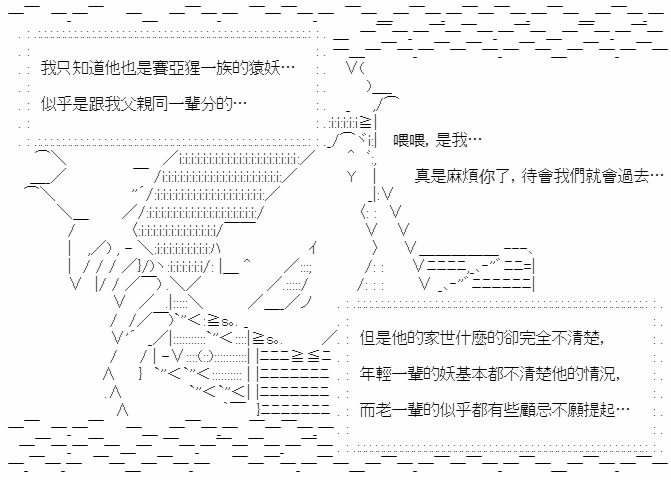 我只知道他也是賽亞猩一族的猿妖…
似乎是跟我父親同一輩分的…
喂喂，是我…
真是麻煩你了，待會我們就會過去…
但是他的家世什麼的卻完全不清楚，
年輕一輩的妖基本都不清楚他的情況，
而老一輩的似乎都有些顧忌不願提起…